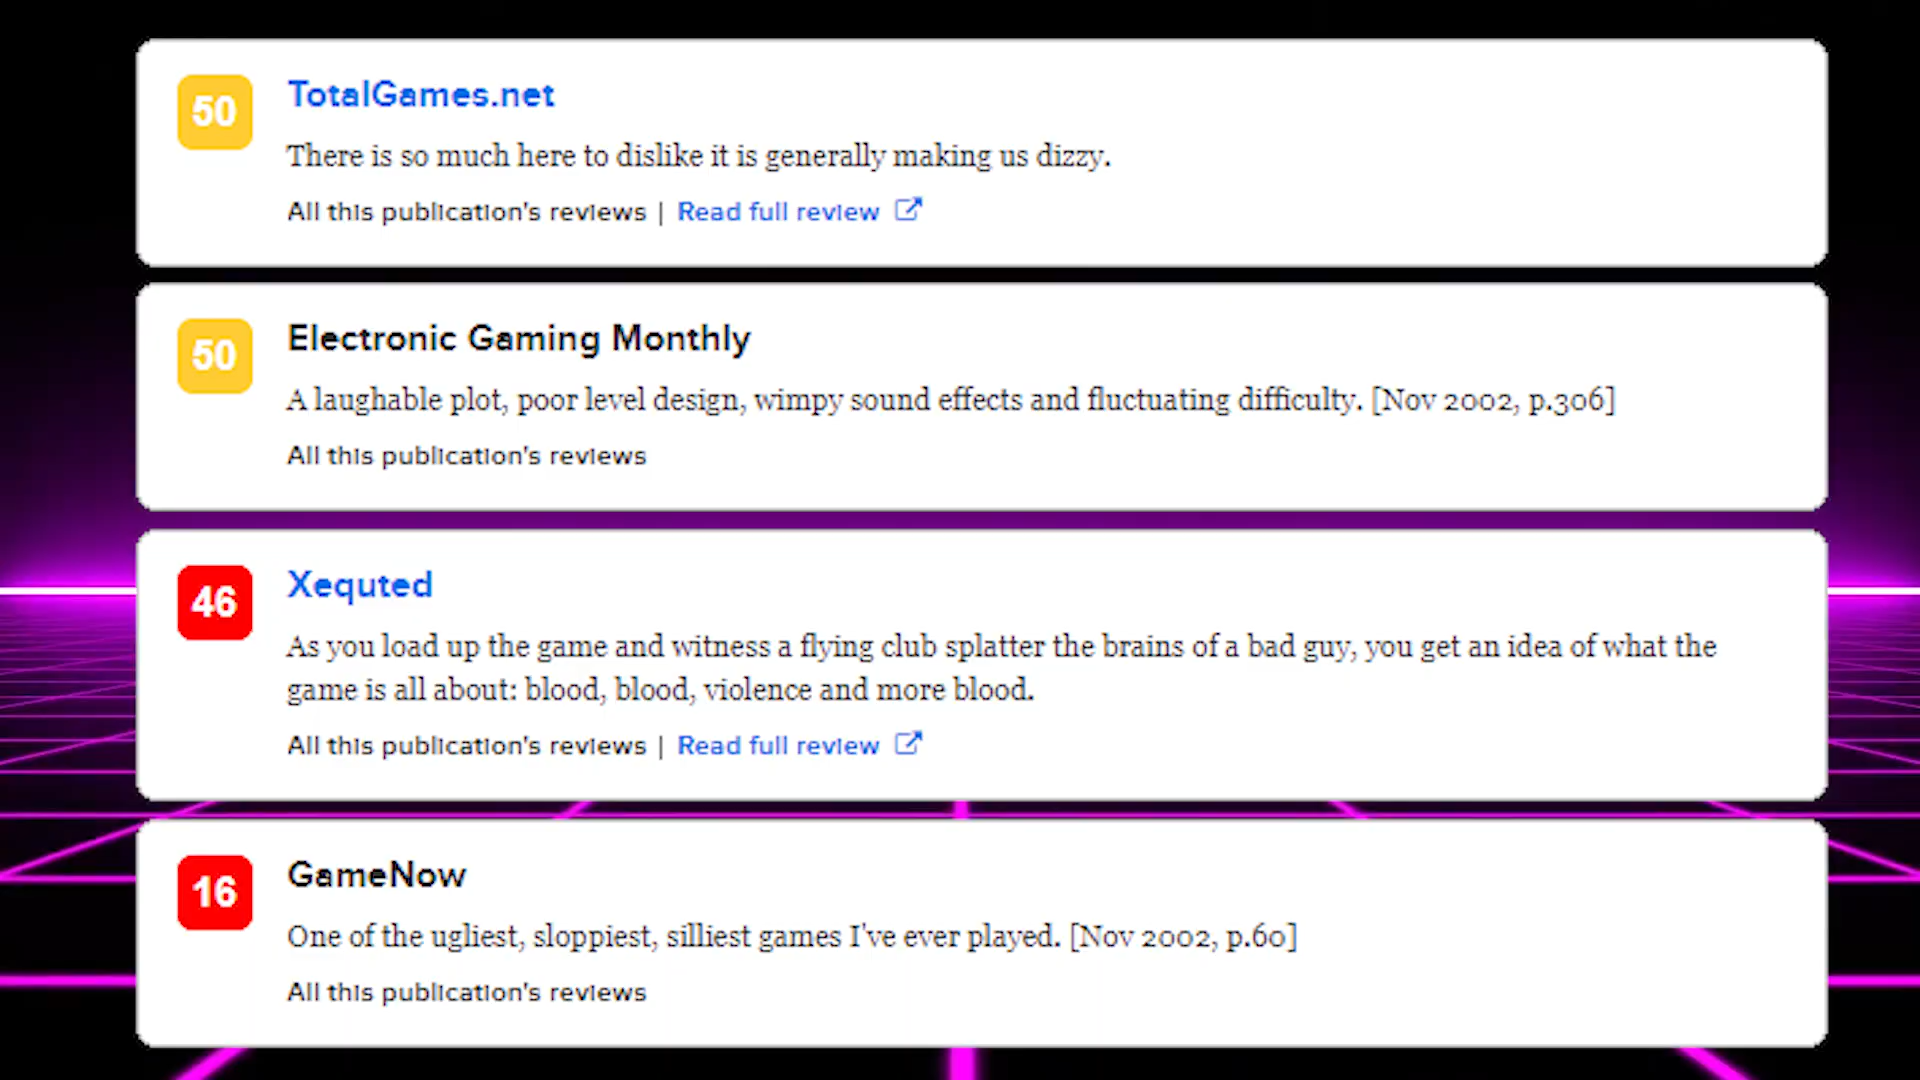 50
TotalGames.net
There is so much here to dislike it is generally making us dizzy.
All this publication's reviews | Read full review
50
Electronic Gaming Monthly
A laughable plot, poor level design, wimpy sound effects and fluctuating difficulty. [Nov 2002, p.306]
All this publication's reviews
46
Xequted
As you load up the game and witness a flying club splatter the brains of a bad guy, you get an idea of what the
game is all about: blood, blood, violence and more blood.
All this publication's reviews | Read full review
16
GameNow
One of the ugliest, sloppiest, silliest games I've ever played. [Nov 2002, p.60]
All this publication's reviews